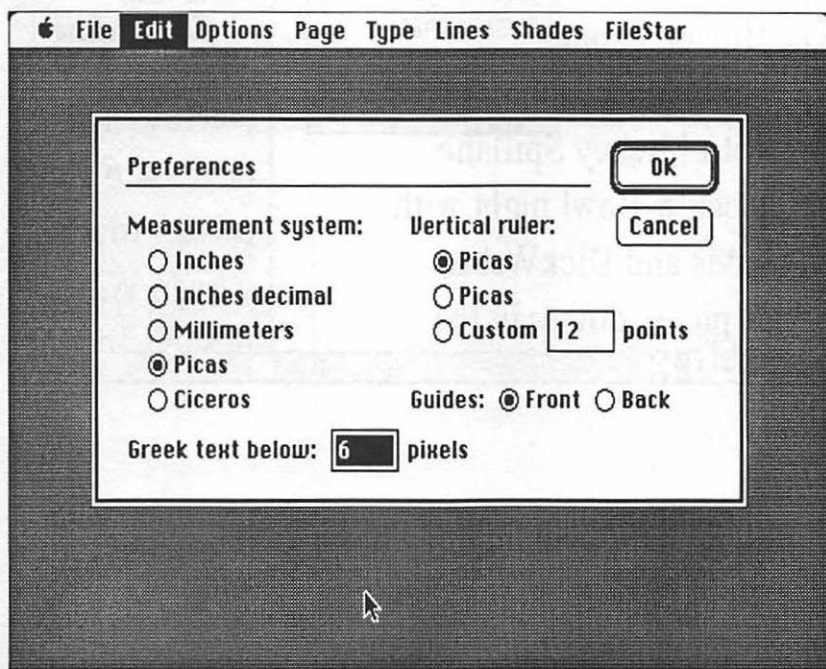 File Edit Options Page Type Lines Shades FileStar
Preferences
OK
Measurement system:
Vertical ruler:
Cancel
Inches
Picas
Inches decimal
Picas
Millimeters
Custom 12 points
Picas
Ciceros
Guides: Front Back
Greek text below: 6 pixels